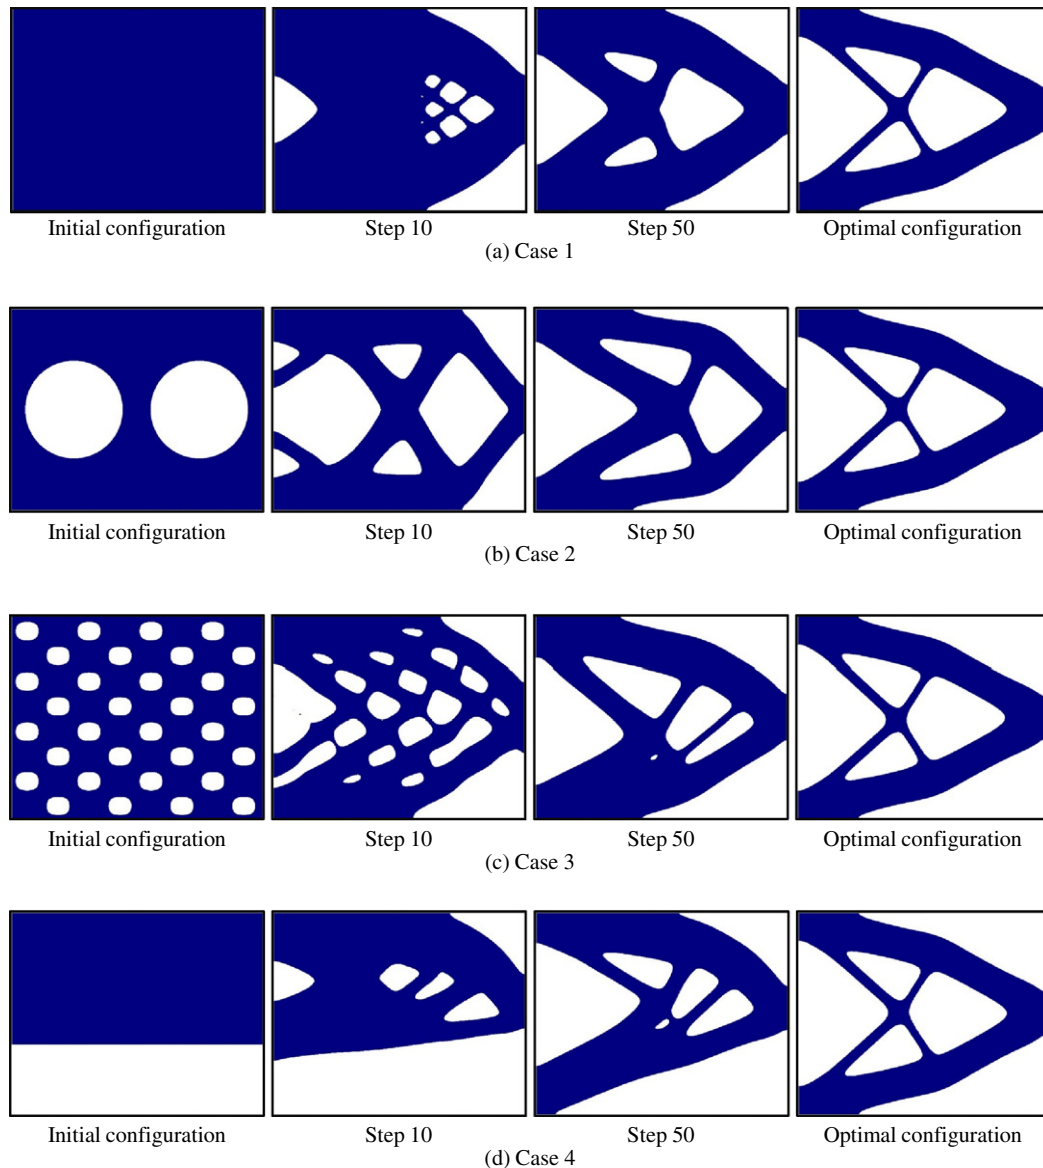 Initial configuration Step 10 Step 50 Optimal configuration
(a) Case 1
Initial configuration Step 10 Step 50 Optimal configuration
(b) Case 2
Initial configuration Step 10 Step 50 Optimal configuration
(c) Case 3
Initial configuration Step 10 Step 50 Optimal configuration
(d) Case 4